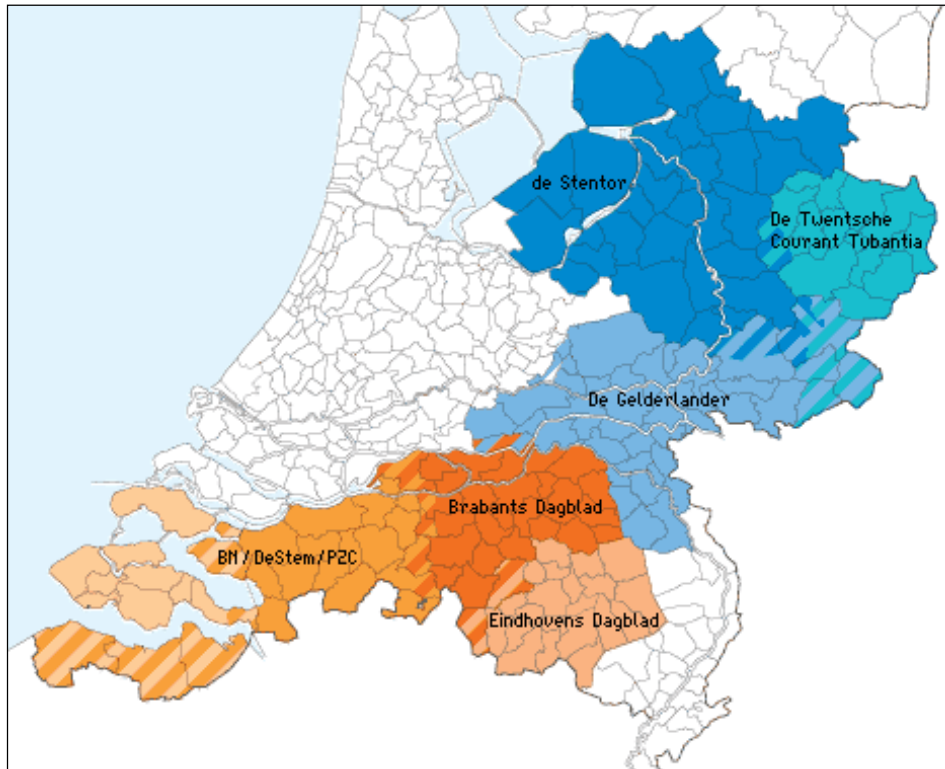 de Stentor
De Twentsche
Courant Tubantia
De Gelderlander
Brabants Dagblad
BN/DeStem/PZC
Eindhovens Dagblad